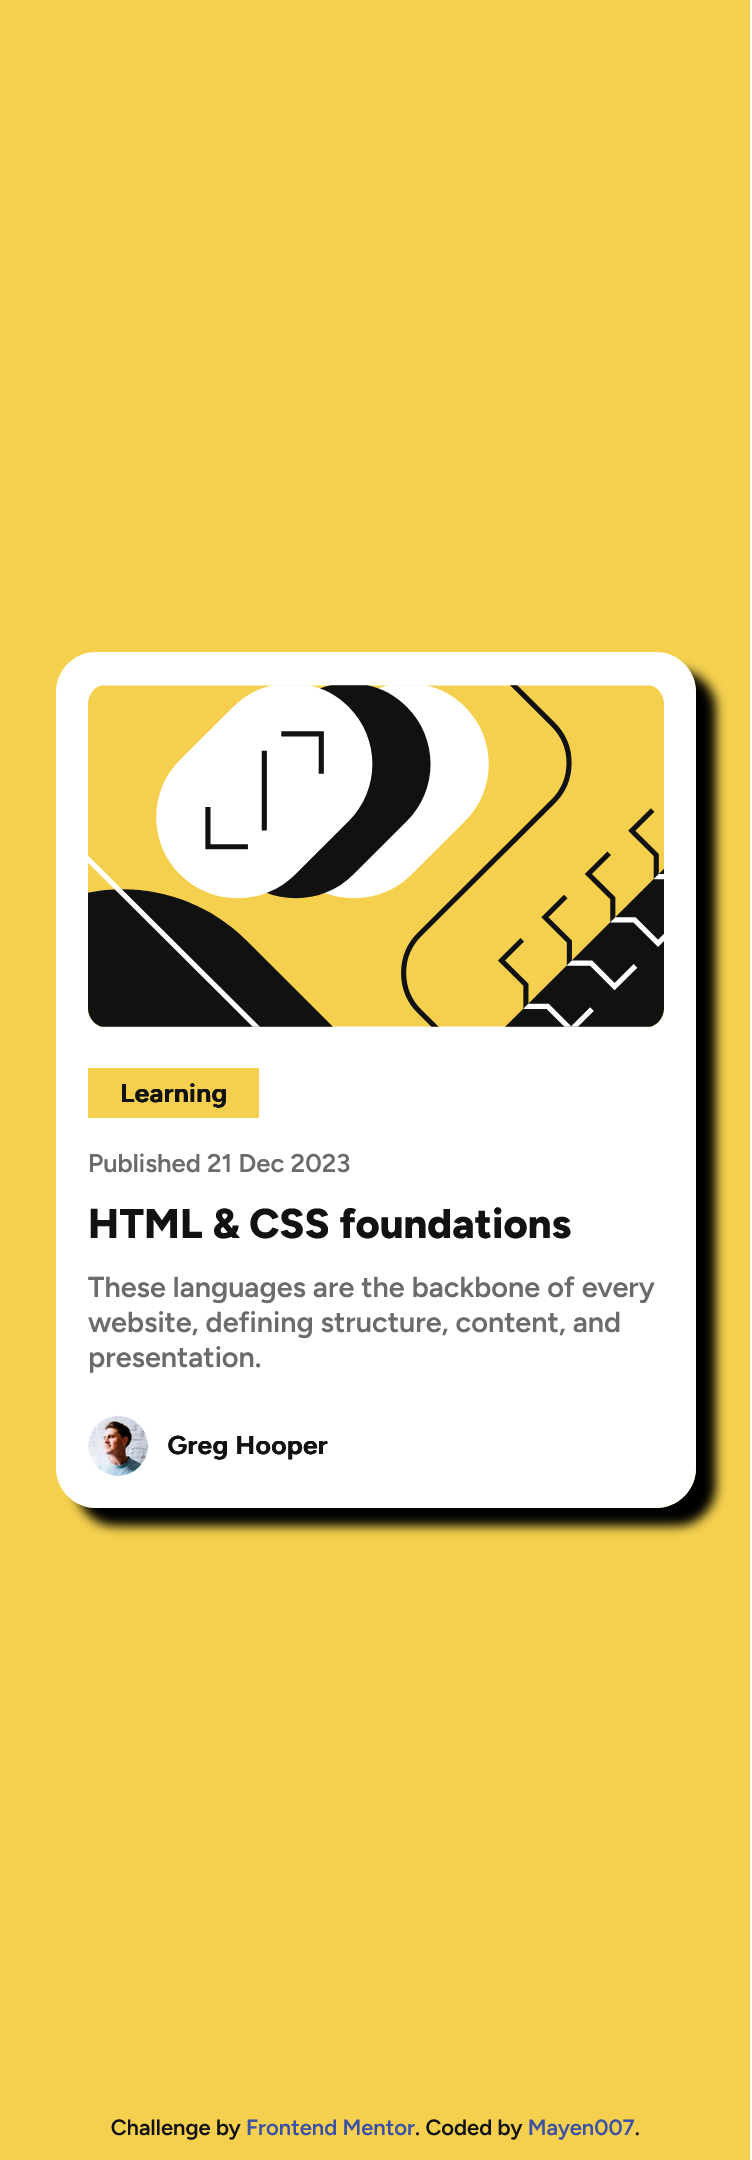 Learning
Published 21 Dec 2023
HTML & CSS foundations
These languages are the backbone of every
website, defining structure, content, and
presentation.
Greg Hooper
Challenge by Frontend Mentor. Coded by Mayen007.